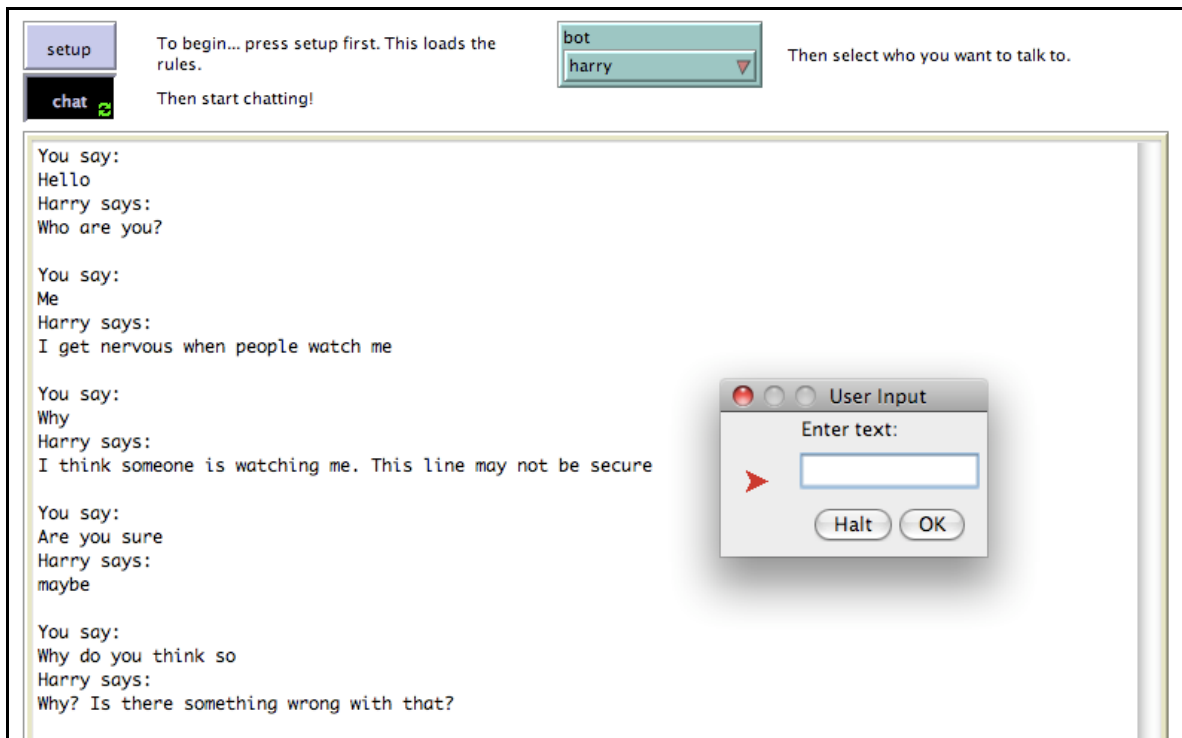 setup
To begin... press setup first. This loads the
rules.
bot
harry
Then select who you want to talk to.
chat
Then start chatting!
You say:
Hello
Harry says:
Who are you?
You say:
Me
Harry says:
I get nervous when people watch me
You say:
Why
Harry says:
I think someone is watching me. This line may not be secure
You say:
Are you sure
Harry says:
maybe
You say:
Why do you think so
Harry says:
Why? Is there something wrong with that?
User Input
Enter text:
Halt
OK